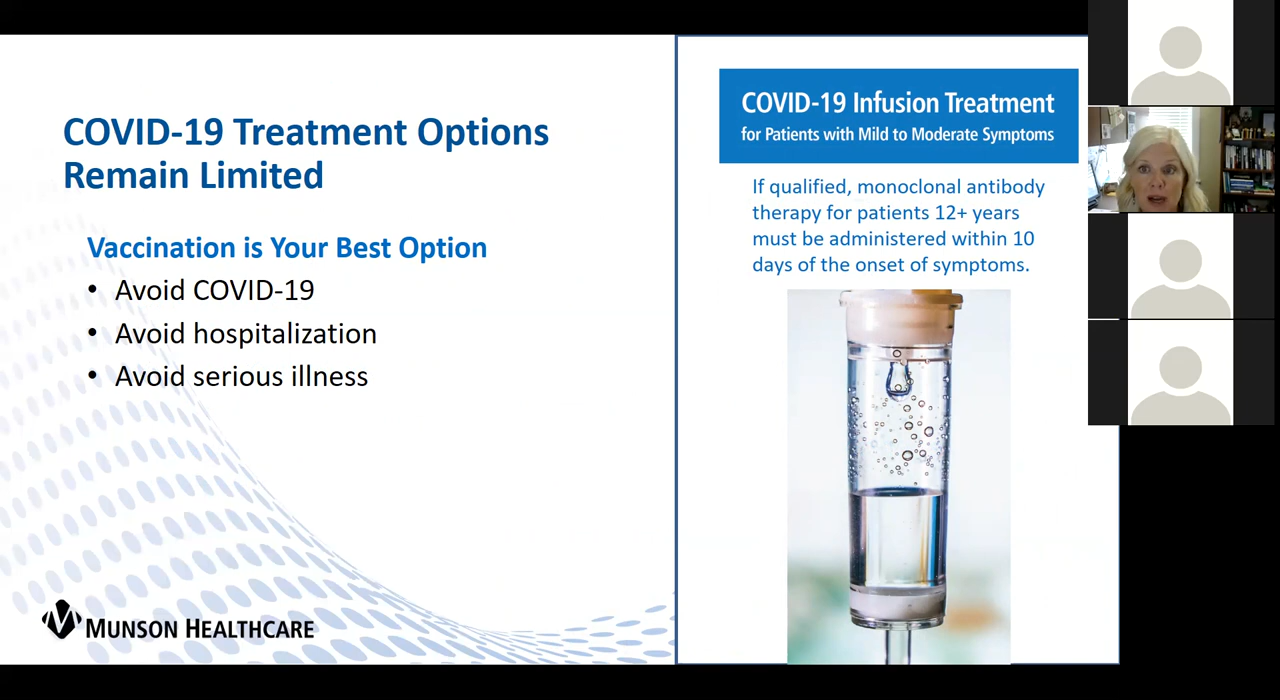 COVID-19 Treatment Options
Remain Limited
Vaccination is Your Best Option
• Avoid COVID-19
• Avoid hospitalization
• Avoid serious illness
MUNSON HEALTHCARE
COVID-19 Infusion Treatment
for Patients with Mild to Moderate Symptoms
If qualified, monoclonal antibody
therapy for patients 12+ years
must be administered within 10
days of the onset of symptoms.